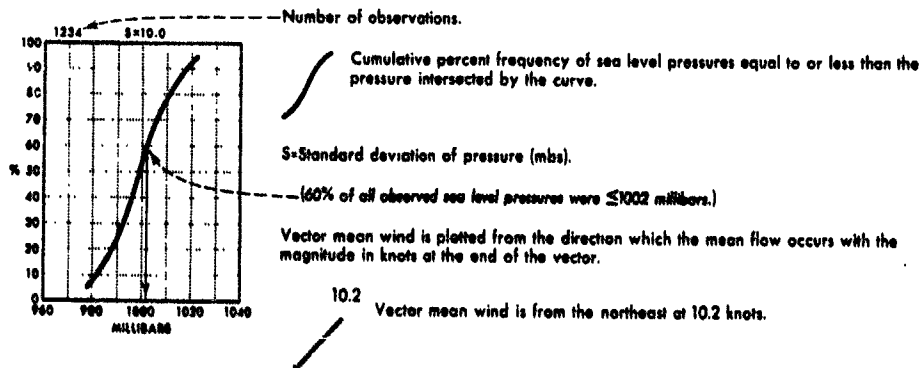 Number of observations.
1234 S=10.0
Cumulative percent frequency of sea level pressures equal to or less than the
pressure intersected by the curve.
S=Standard deviation of pressure (mbs).
(60% of all observed sea level pressures were ≤1002 millibars.)
Vector mean wind is plotted from the direction which the mean flow occurs with the
magnitude in knots at the end of the vector.
10.2
Vector mean wind is from the northeast at 10.2 knots.
100
90
80
70
60
%
50
40
30
20
10
0
960 980 1000 1020 1040
MILLIBARS